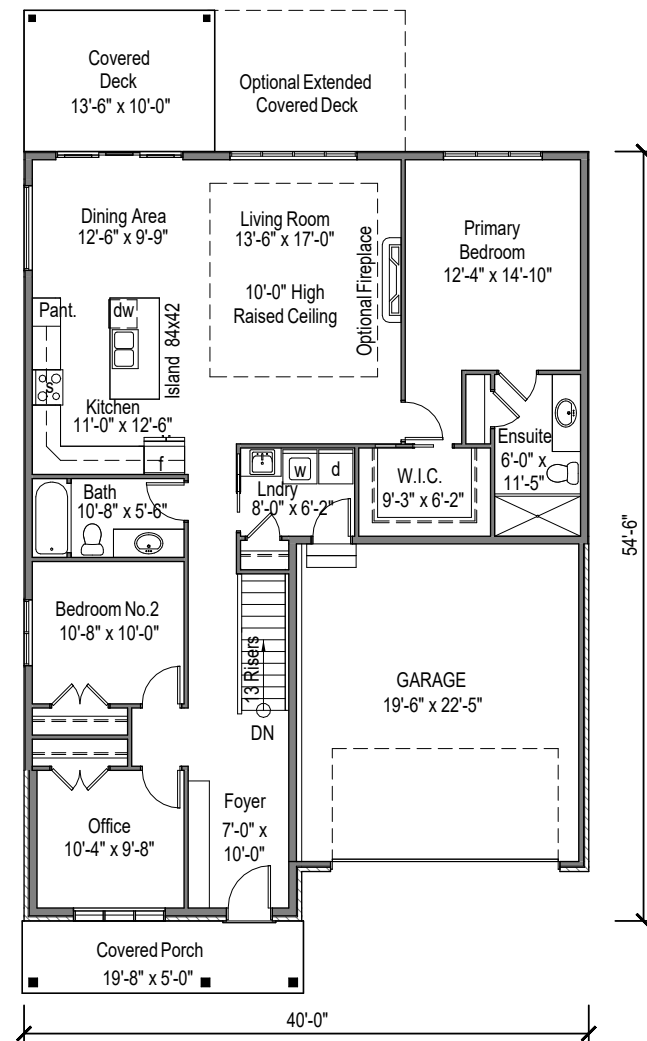 Covered
Deck
13'-6" x 10'-0"
Optional Extended
Covered Deck
Dining Area
12'-6" x 9'-9"
Living Room
13'-6" x 17'-0"
10'-0" High
Raised Ceiling
Optional Fireplace
Primary
Bedroom
12'-4" x 14'-10"
Pant.
dw
Island 84x42
s
Kitchen
11'-0" x 12'-6"
f
Ensuite
6'-0" x
11'-5"
w
d
Lndry
8'-0" x 6'-2"
W.I.C.
9'-3" x 6'-2"
Bath
10'-8" x 5'-6"
54'-6"
Bedroom No.2
10'-8" x 10'-0"
13 Risers
DN
GARAGE
19'-6" x 22'-5"
Office
10'-4" x 9'-8"
Foyer
7'-0" x
10'-0"
Covered Porch
19'-8" x 5'-0"
40'-0"